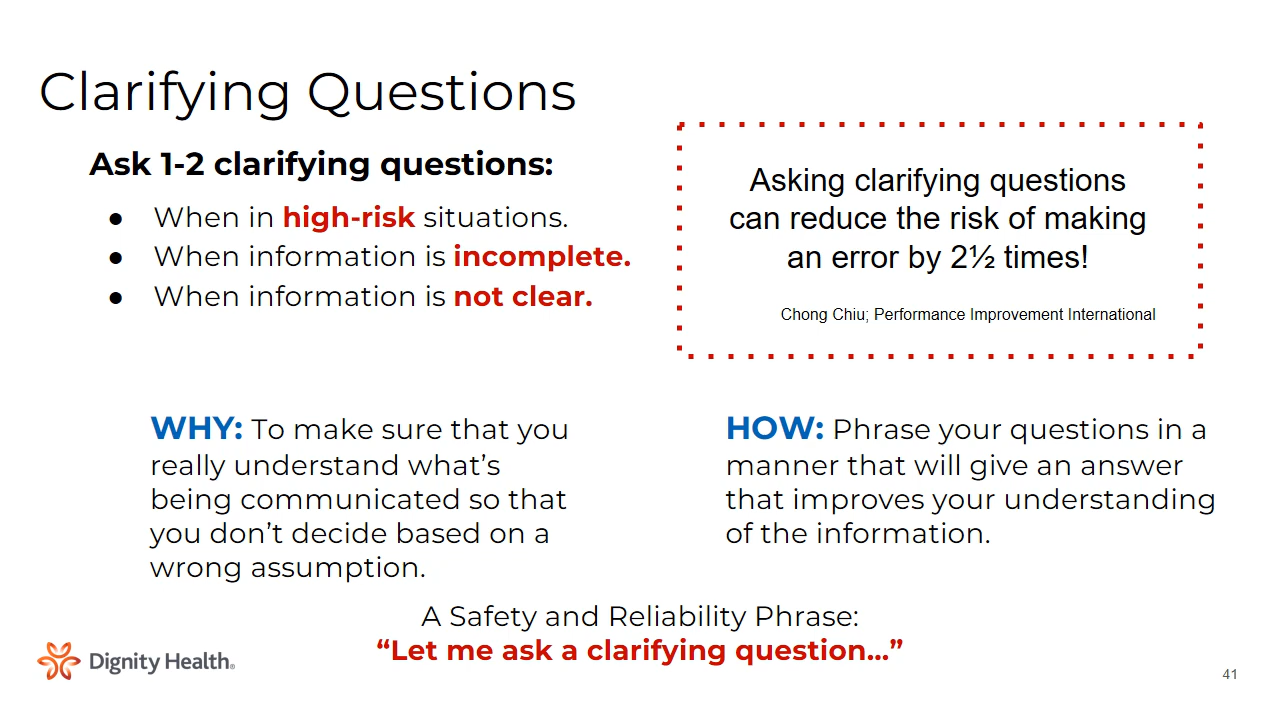 Clarifying Questions
Ask 1-2 clarifying questions:
● When in high-risk situations.
● When information is incomplete.
● When information is not clear.
Asking clarifying questions
can reduce the risk of making
an error by 2½ times!
Chong Chiu; Performance Improvement International
WHY: To make sure that you
really understand what’s
being communicated so that
you don’t decide based on a
wrong assumption.
HOW: Phrase your questions in a
manner that will give an answer
that improves your understanding
of the information.
A Safety and Reliability Phrase:
“Let me ask a clarifying question...”
Dignity Health®
41